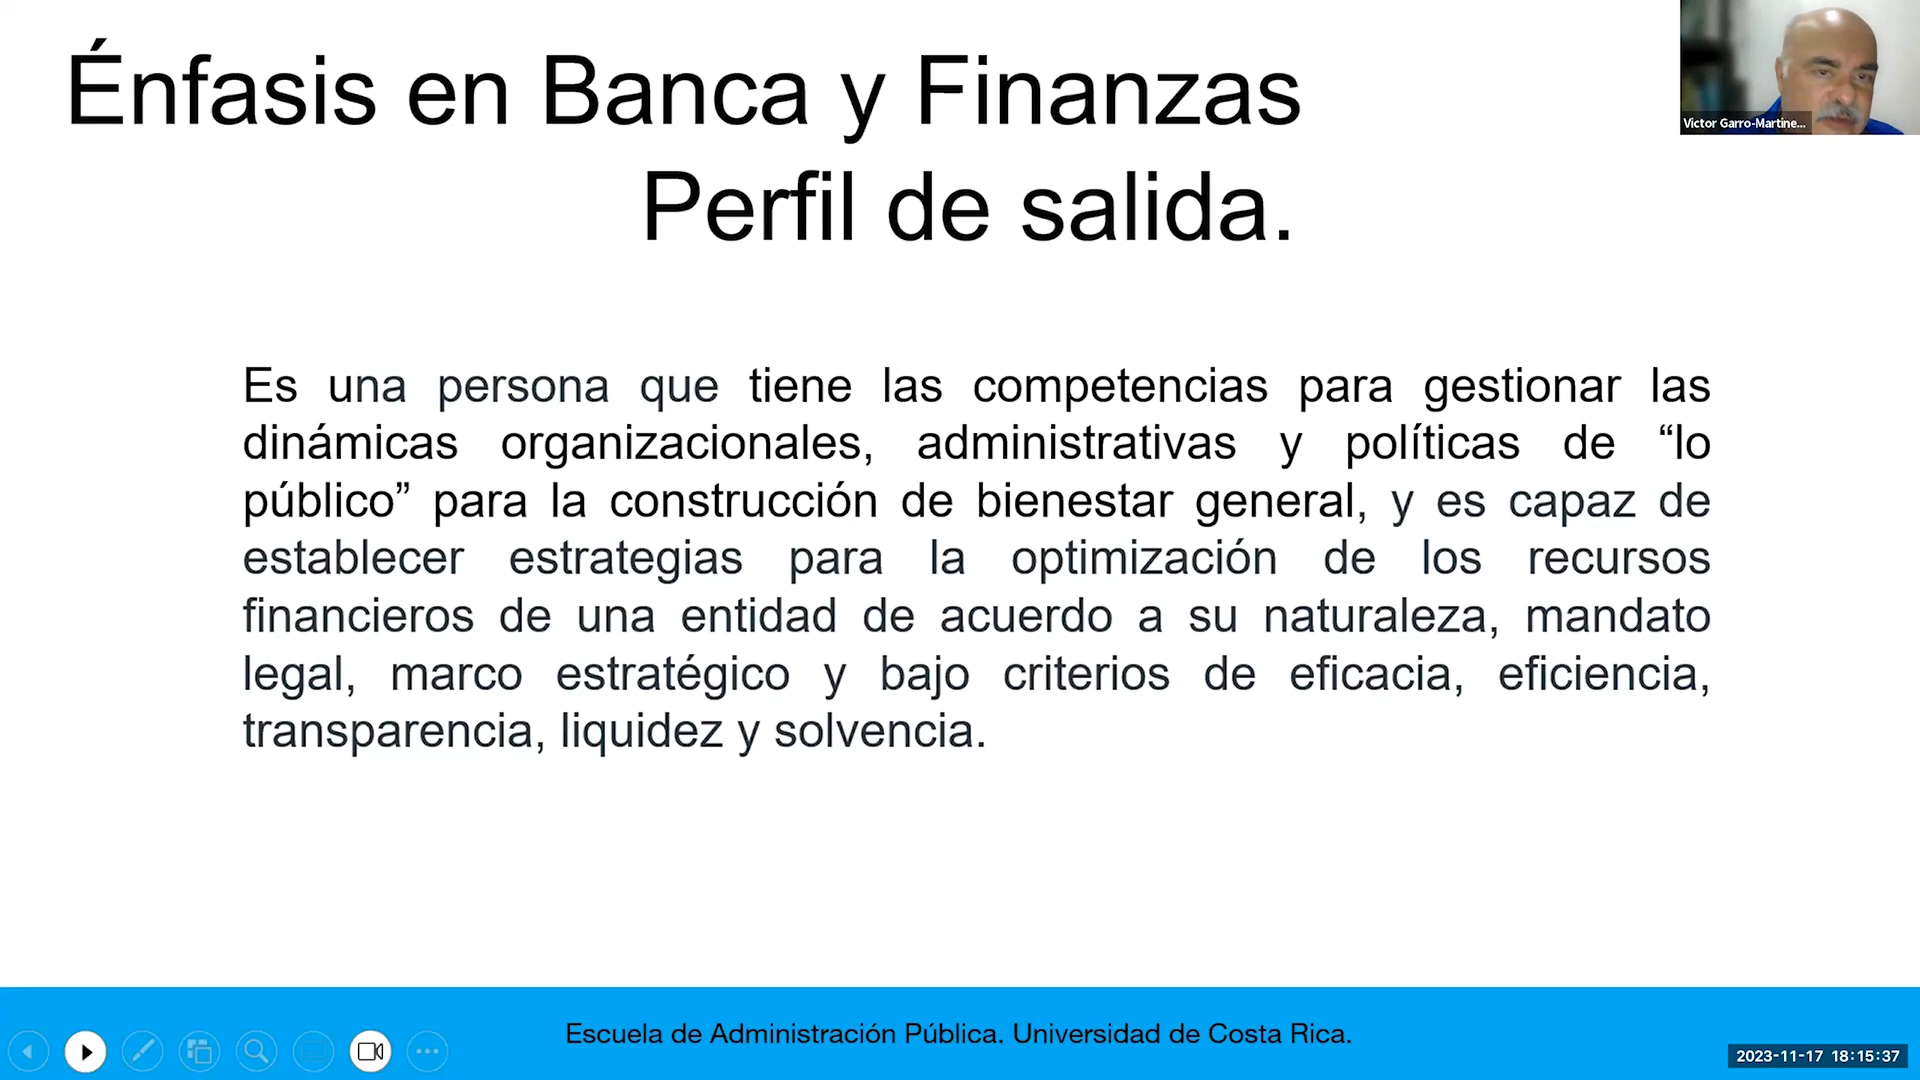 Énfasis en Banca y Finanzas
Perfil de salida.
Victor Garro-Martine...
Es una persona que tiene las competencias para gestionar las
dinámicas organizacionales, administrativas y políticas de “lo
público” para la construcción de bienestar general, y es capaz de
establecer estrategias para la optimización de los recursos
financieros de una entidad de acuerdo a su naturaleza, mandato
legal, marco estratégico y bajo criterios de eficacia, eficiencia,
transparencia, liquidez y solvencia.
Escuela de Administración Pública. Universidad de Costa Rica.
2023-11-17 18:15:37